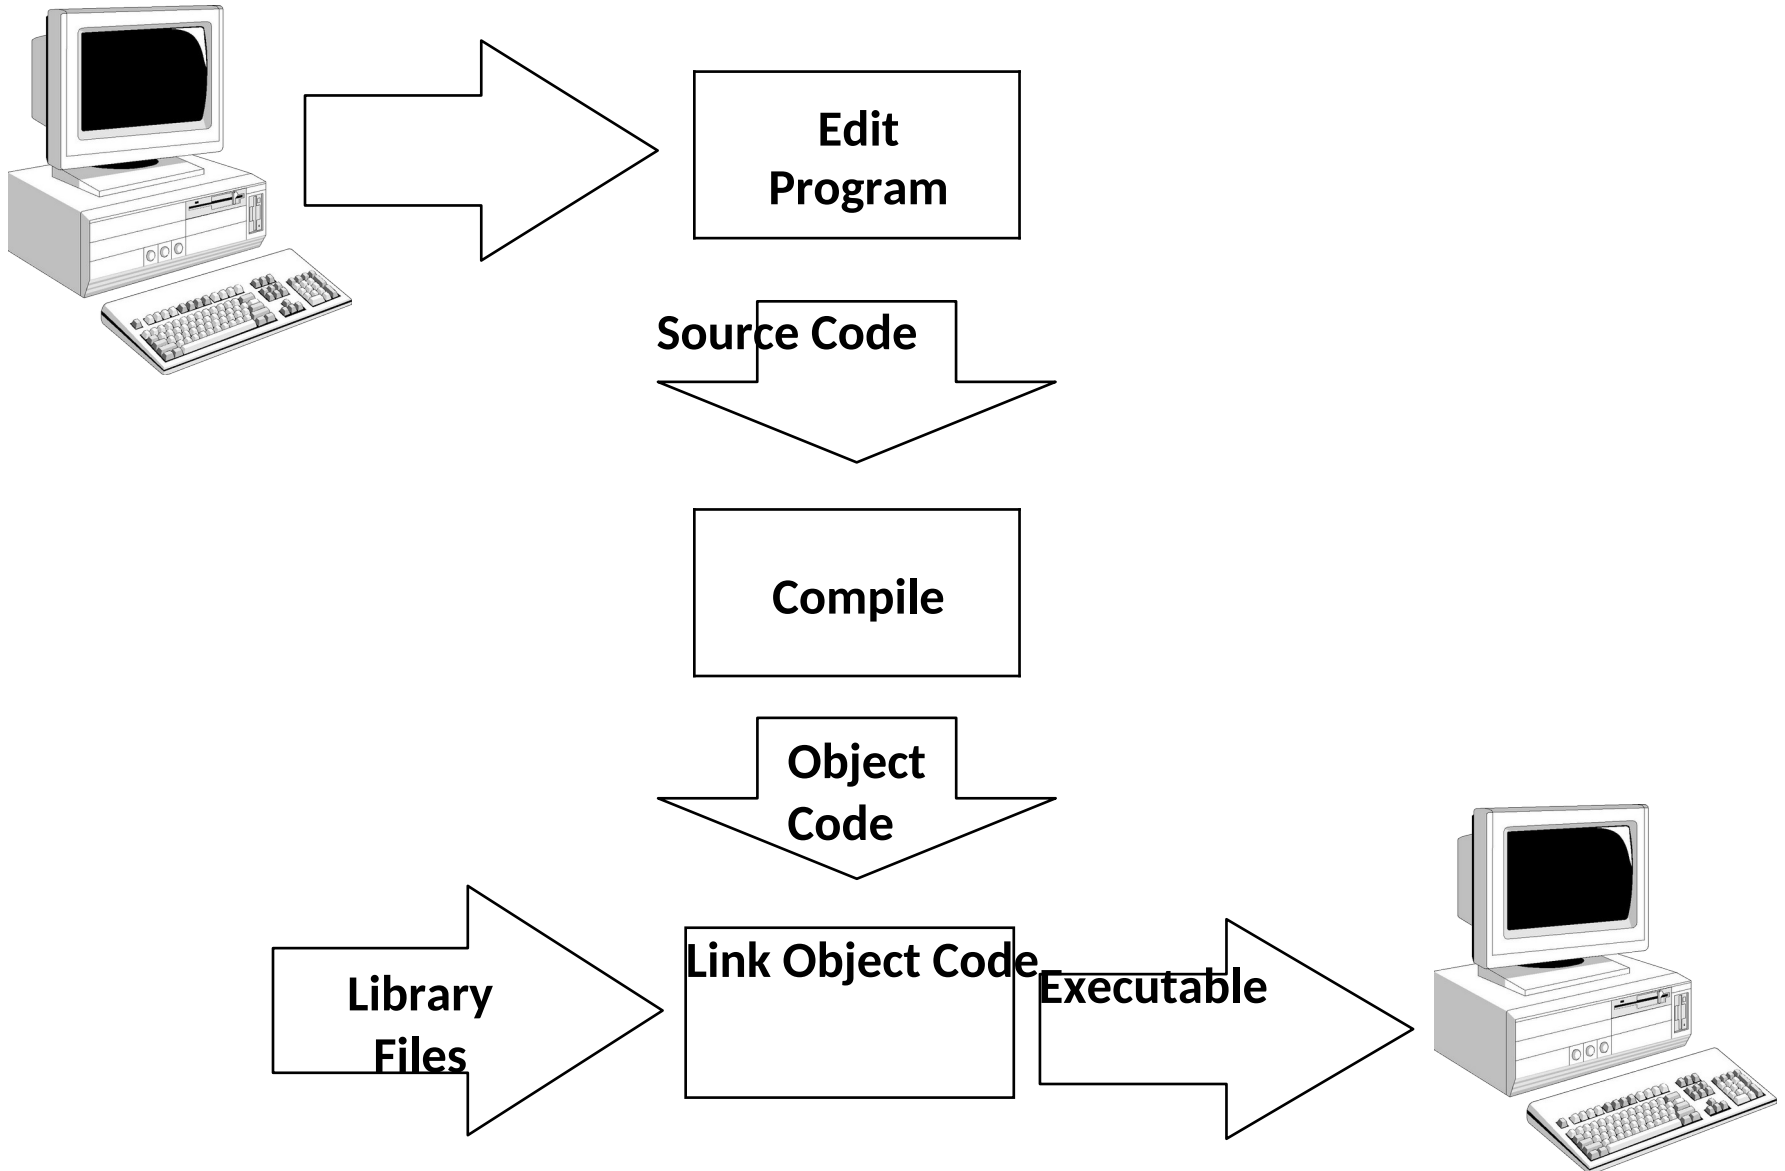 Edit
Program
Source Code
Compile
Object
Code
Library
Files
Link Object Code
Executable